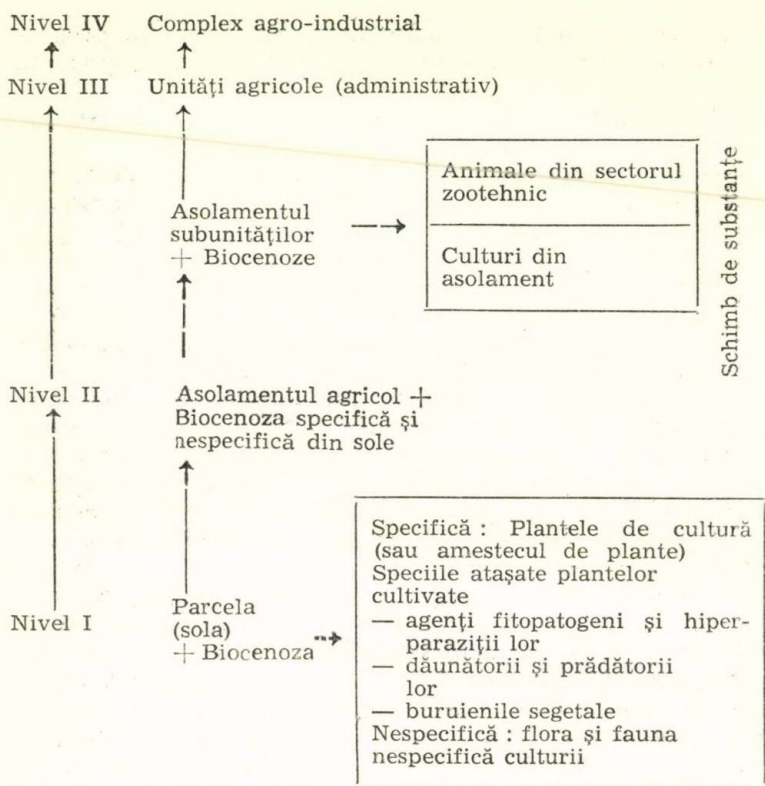 Nivel IV Complex agro-industrial
Nivel III Unități agricole (administrativ)
Animale din sectorul
zootehnic
Asolamentul
subunităților
+ Biocenoze
Culturi din
asolament
Schimb de substanțe
Nivel II Asolamentul agricol +
Biocenoza specifică și
nespecifică din sole
Specifică : Plantele de cultură
(sau amestecul de plante)
Speciile atașate plantelor
cultivate
— agenți fitopatogeni și hiper-
paraziții lor
— dăunătorii și prădătorii
lor
— buruienile segetale
Nespecifică : flora și fauna
nespecifică culturii
Nivel I Parcela
(sola)
+ Biocenoza